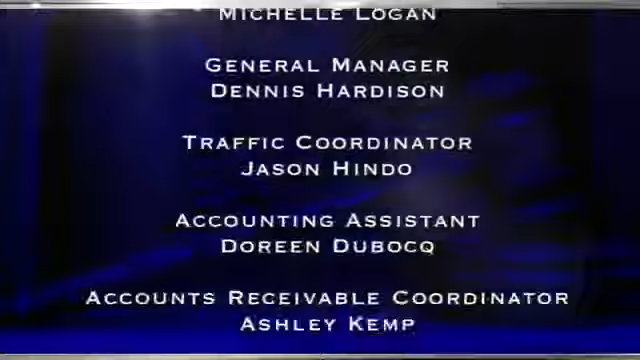 Michelle Logan
General Manager
Dennis Hardison
Traffic Coordinator
Jason Hindo
Accounting Assistant
Doreen Dubocq
Accounts Receivable Coordinator
Ashley Kemp